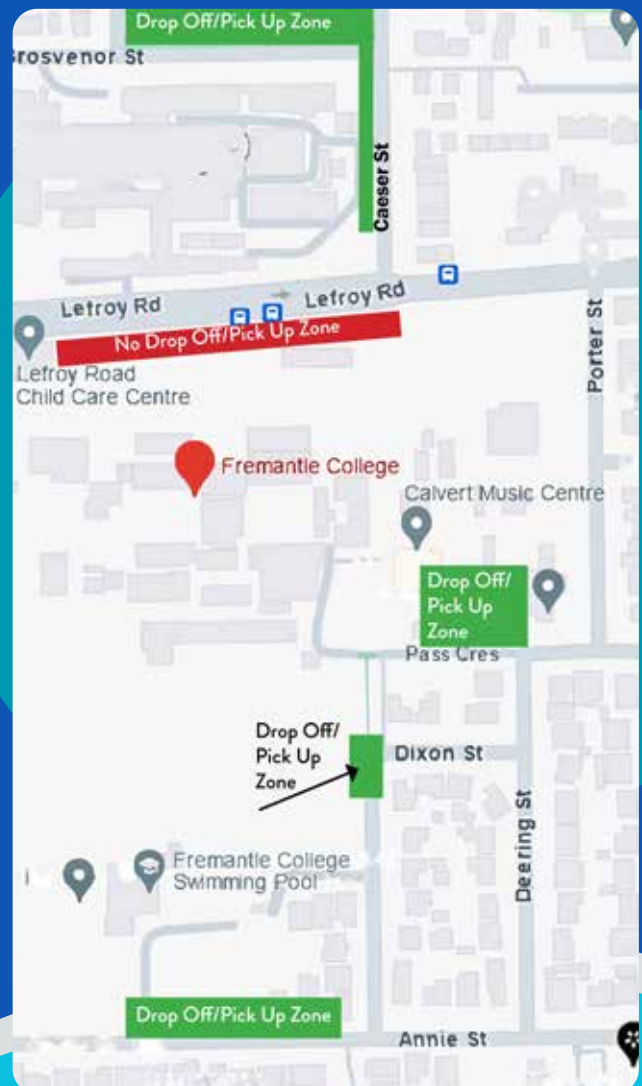 Drop Off/Pick Up Zone
Grosvenor St
Caeser St
Lefroy Rd
Lefroy Rd
No Drop Off/Pick Up Zone
Porter St
Lefroy Road
Child Care Centre
Fremantle College
Calvert Music Centre
Drop Off/
Pick Up
Zone
Pass Cres
Drop Off/
Pick Up
Zone
Dixon St
Deering St
Fremantle College
Swimming Pool
Drop Off/Pick Up Zone
Annie St